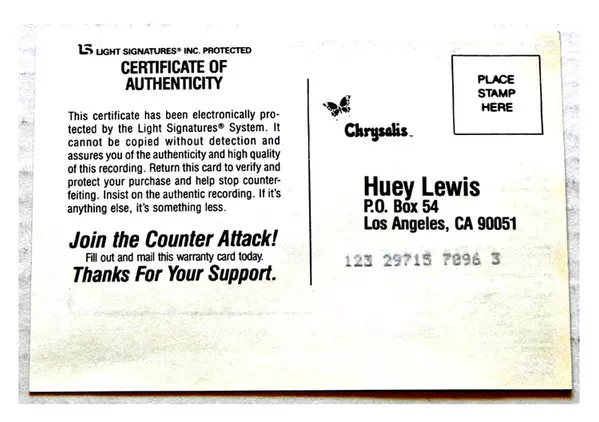 LS LIGHT SIGNATURES® INC. PROTECTED
CERTIFICATE OF
AUTHENTICITY
This certificate has been electronically pro-
tected by the Light Signatures® System. It
cannot be copied without detection and
assures you of the authenticity and high quality
of this recording. Return this card to verify and
protect your purchase and help stop counter-
feiting. Insist on the authentic recording. If it's
anything else, it's something less.
Join the Counter Attack!
Fill out and mail this warranty card today.
Thanks For Your Support.
PLACE
STAMP
HERE
Chrysalis™
Huey Lewis
P.O. Box 54
Los Angeles, CA 90051
123 29715 7896 3